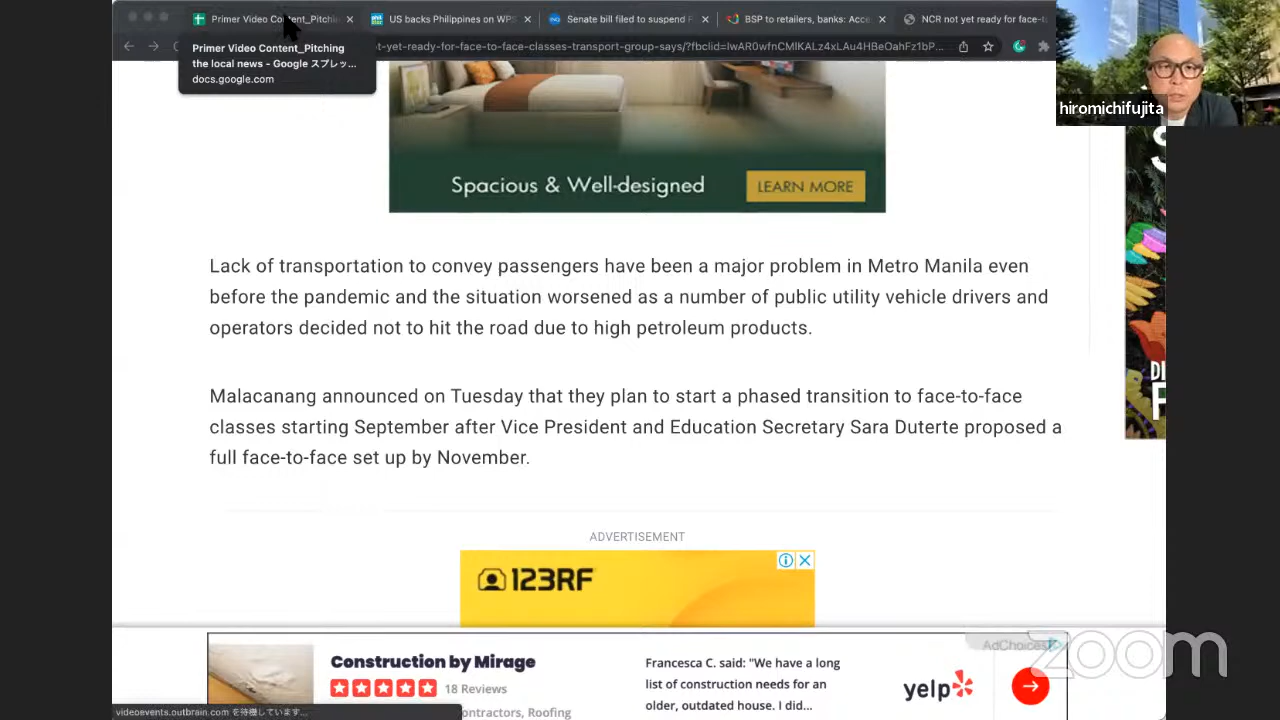 Primer Video Content_Pitchi
US backs Philippines on WPS
Senate bill filed to suspend F
BSP to retailers, banks: Acce
NCR not yet ready for face-to
t-yet-ready-for-face-to-face-classes-transport-group-says/?fbclid=
Primer Video Content_Pitching
the local news - Google スプレッ...
docs.google.com
hiromichifujita
Spacious & Well-designed
LEARN MORE
Lack of transportation to convey passengers have been a major problem in Metro Manila even
before the pandemic and the situation worsened as a number of public utility vehicle drivers and
operators decided not to hit the road due to high petroleum products.
Malacanang announced on Tuesday that they plan to start a phased transition to face-to-face
classes starting September after Vice President and Education Secretary Sara Duterte proposed a
full face-to-face set up by November.
ADVERTISEMENT
123RF
AdChoices
Construction by Mirage
18 Reviews
ontractors, Roofing
Francesca C. said: "We have a long
list of construction needs for an
older, outdated house. I did...
yelp
zoom
videoevents.outbrain.com を待機しています...